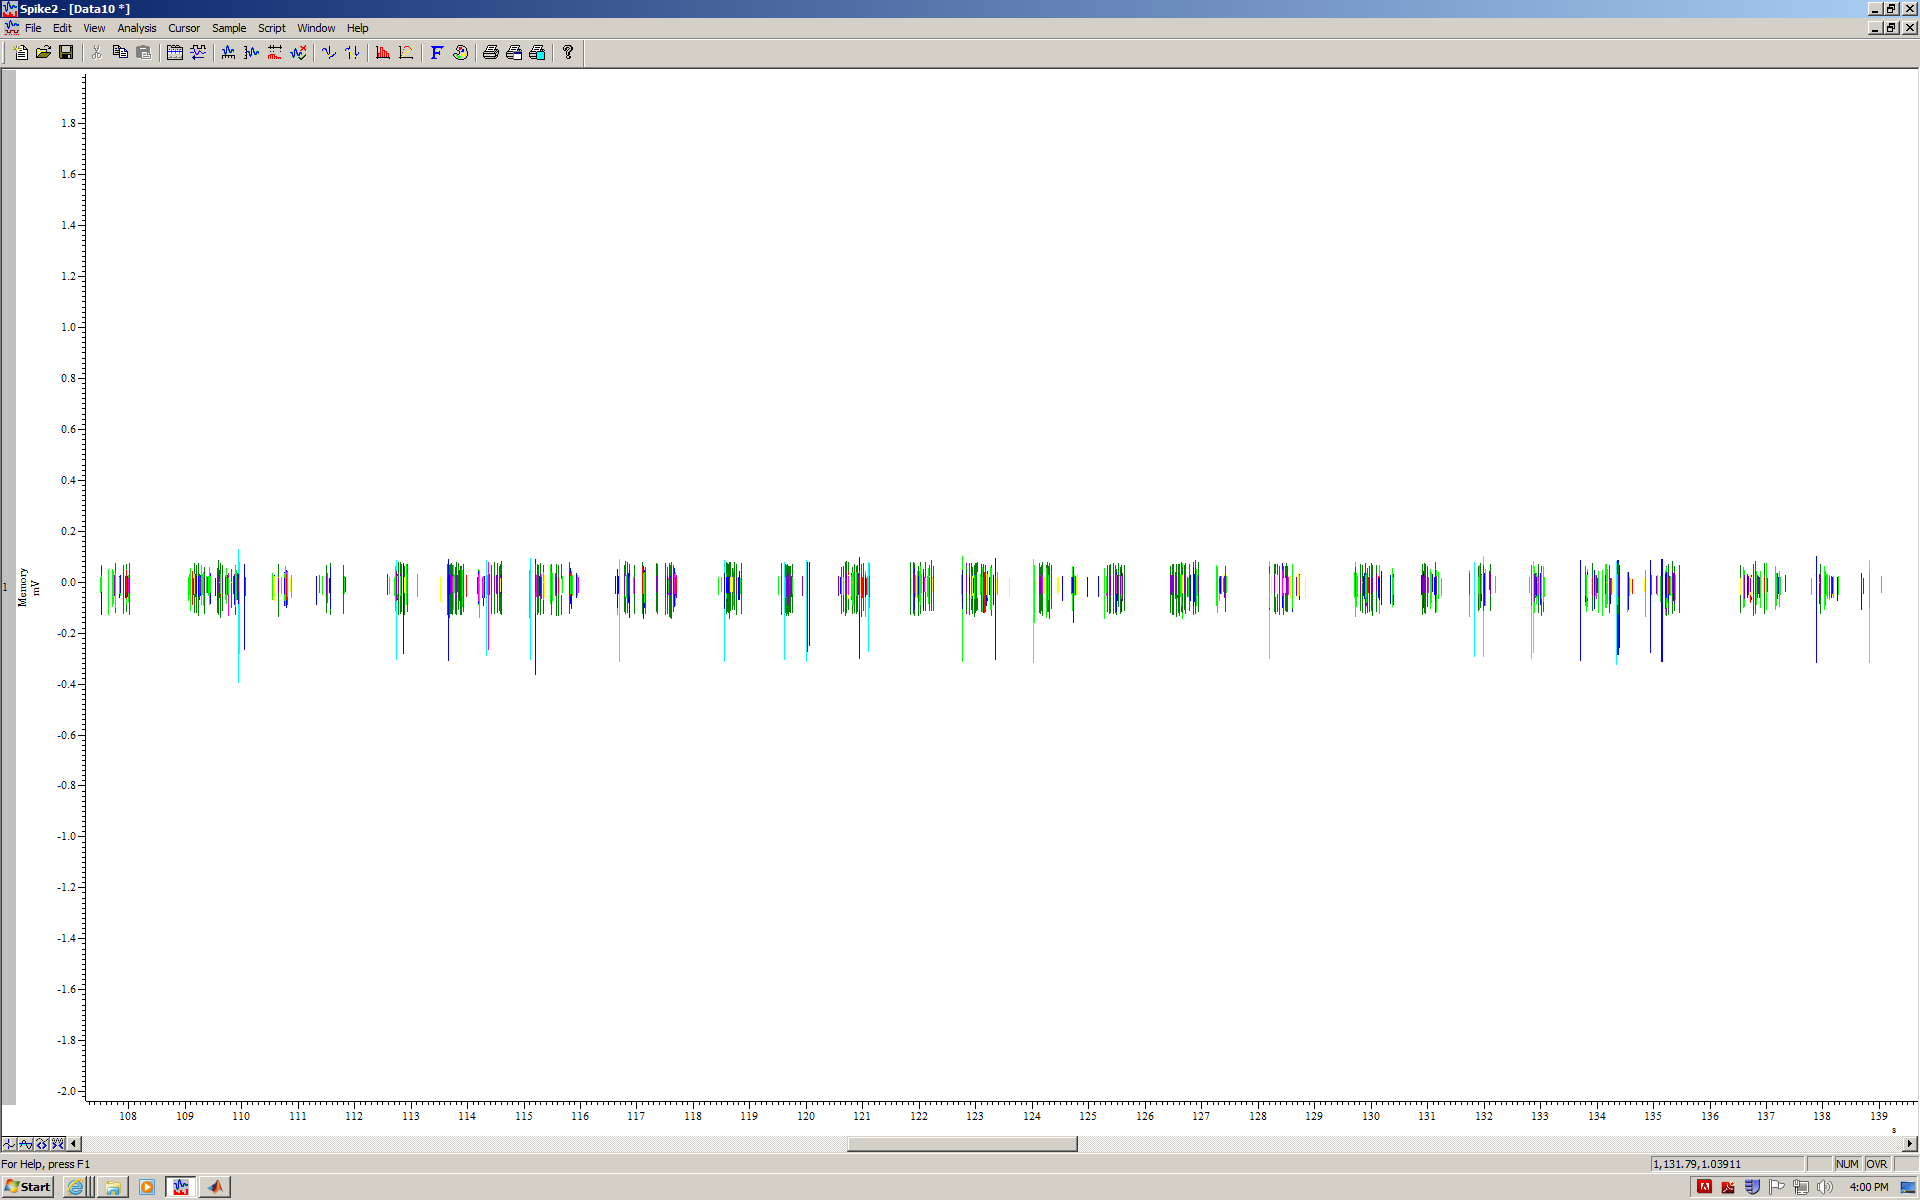 Spike2 - [Data10 *]
File Edit View Analysis Cursor Sample Script Window Help
1.8
1.6
1.4
1.2
1.0
0.8
0.6
0.4
0.2
0.0
-0.2
-0.4
-0.6
-0.8
-1.0
-1.2
-1.4
-1.6
-1.8
-2.0
1
Memory
mV
108 109 110 111 112 113 114 115 116 117 118 119 120 121 122 123 124 125 126 127 128 129 130 131 132 133 134 135 136 137 138 139
s
For Help, press F1
1,131.79,1.03911
NUM OVR
Start
4:00 PM